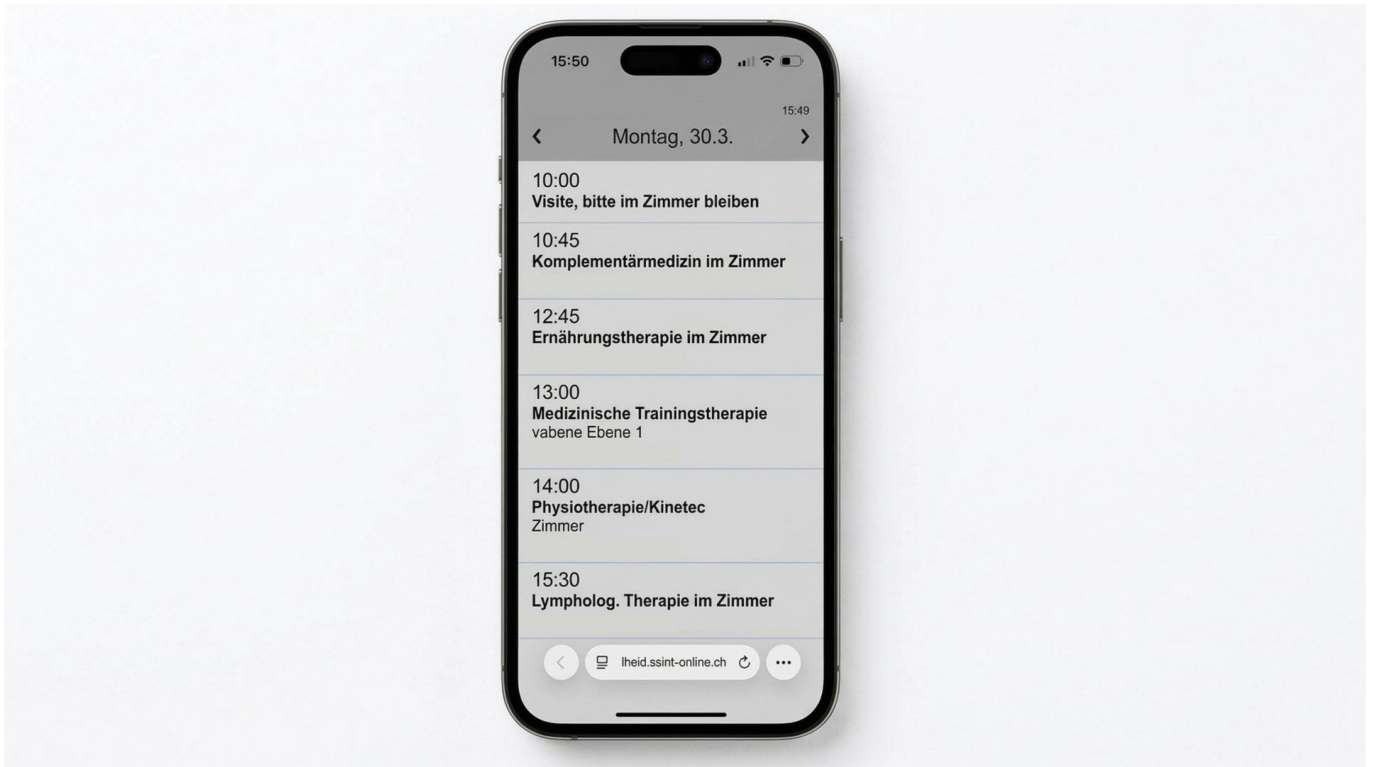 15:50
15:49
Montag, 30.3.
10:00
Visite, bitte im Zimmer bleiben
10:45
Komplementärmedizin im Zimmer
12:45
Ernährungstherapie im Zimmer
13:00
Medizinische Trainingstherapie
vabene Ebene 1
14:00
Physiotherapie/Kinetec
Zimmer
15:30
Lympholog. Therapie im Zimmer
lheid.ssint-online.ch